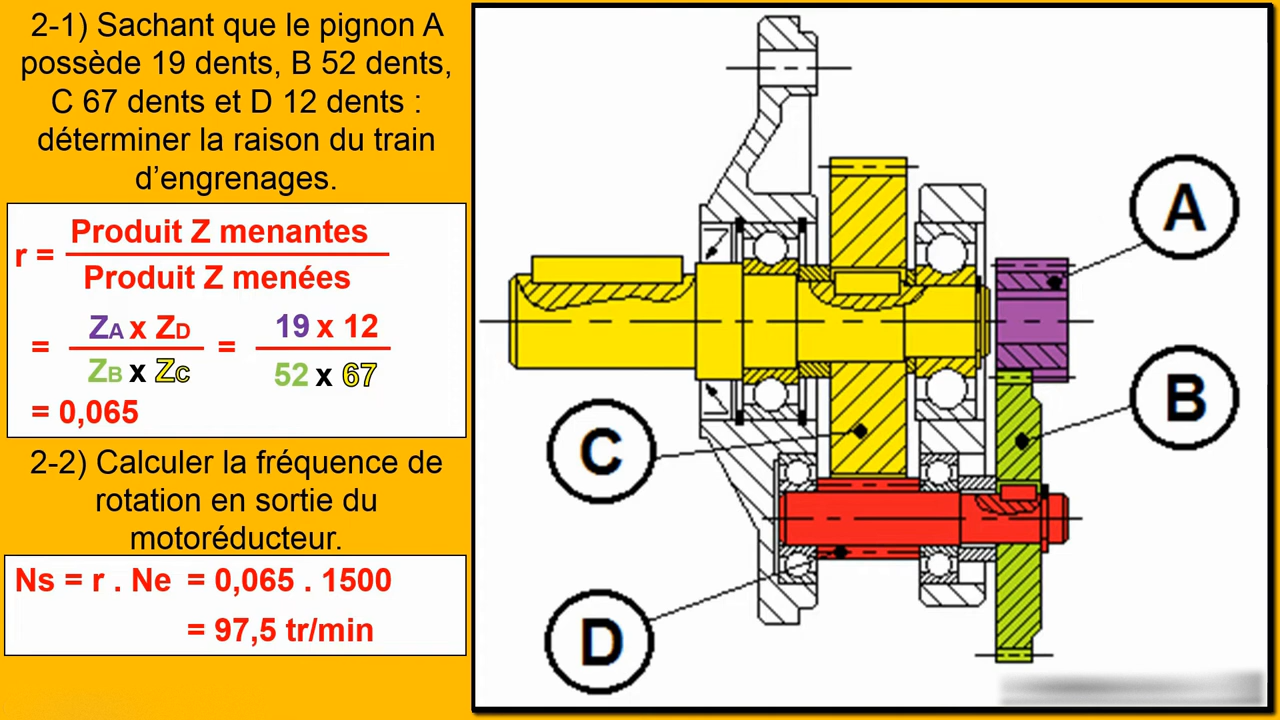 2-1) Sachant que le pignon A
possède 19 dents, B 52 dents,
C 67 dents et D 12 dents :
déterminer la raison du train
d’engrenages.
r = Produit Z menantes
Produit Z menées
= ZA x ZD = 19 x 12
ZB x ZC 52 x 67
= 0,065
2-2) Calculer la fréquence de
rotation en sortie du
motoréducteur.
Ns = r . Ne = 0,065 . 1500
= 97,5 tr/min
A
B
C
D